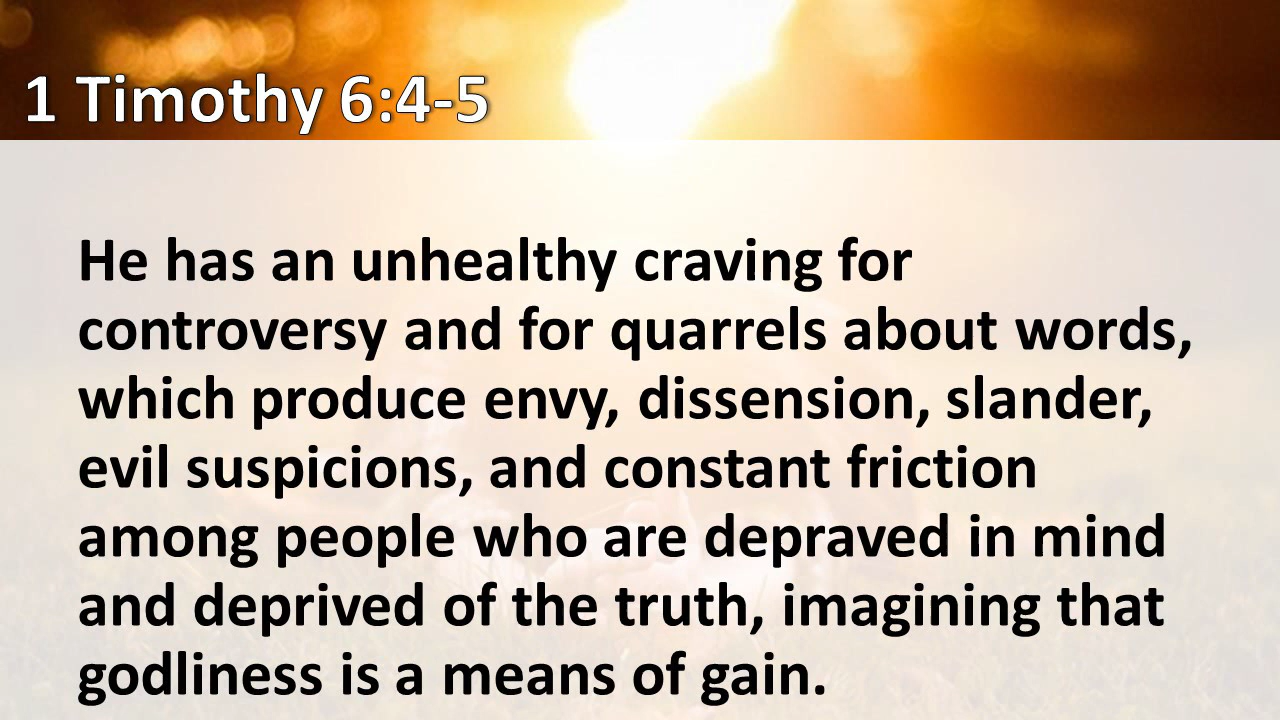 1 Timothy 6:4-5
He has an unhealthy craving for
controversy and for quarrels about words,
which produce envy, dissension, slander,
evil suspicions, and constant friction
among people who are depraved in mind
and deprived of the truth, imagining that
godliness is a means of gain.